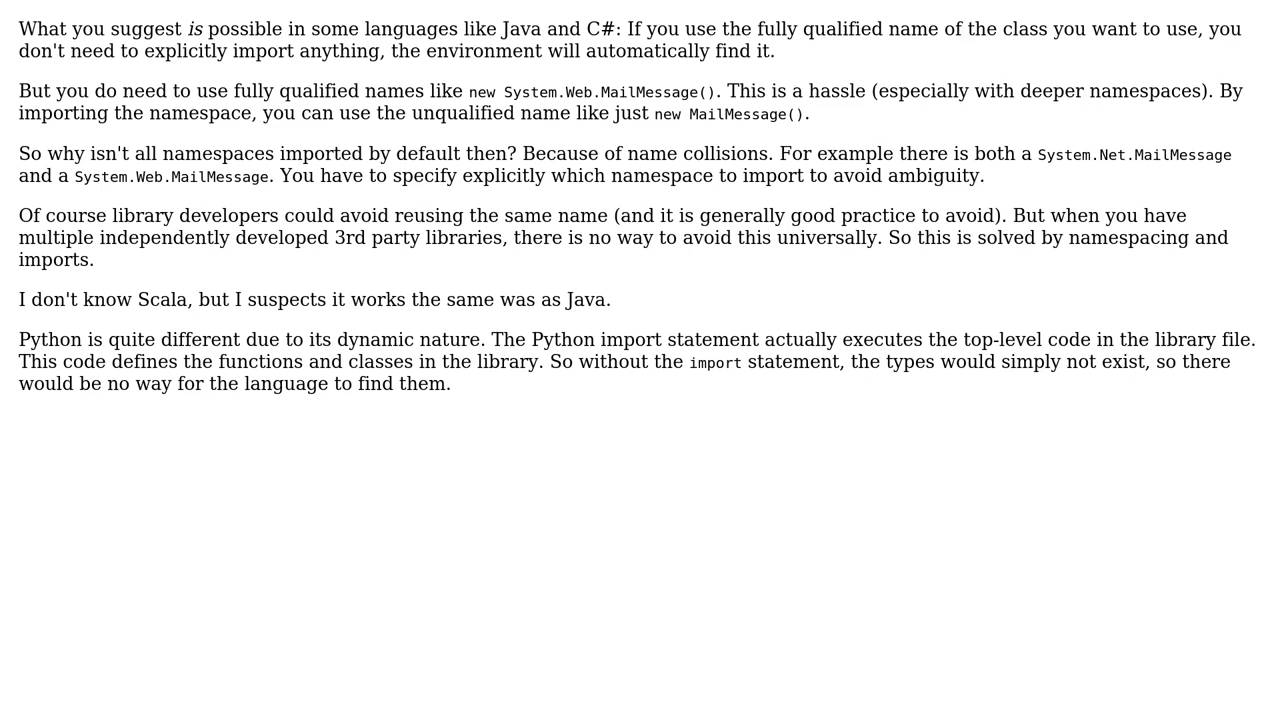 What you suggest is possible in some languages like Java and C#: If you use the fully qualified name of the class you want to use, you
don't need to explicitly import anything, the environment will automatically find it.
But you do need to use fully qualified names like new System.Web.MailMessage(). This is a hassle (especially with deeper namespaces). By
importing the namespace, you can use the unqualified name like just new MailMessage().
So why isn't all namespaces imported by default then? Because of name collisions. For example there is both a System.Net.MailMessage
and a System.Web.MailMessage. You have to specify explicitly which namespace to import to avoid ambiguity.
Of course library developers could avoid reusing the same name (and it is generally good practice to avoid). But when you have
multiple independently developed 3rd party libraries, there is no way to avoid this universally. So this is solved by namespacing and
imports.
I don't know Scala, but I suspects it works the same was as Java.
Python is quite different due to its dynamic nature. The Python import statement actually executes the top-level code in the library file.
This code defines the functions and classes in the library. So without the import statement, the types would simply not exist, so there
would be no way for the language to find them.